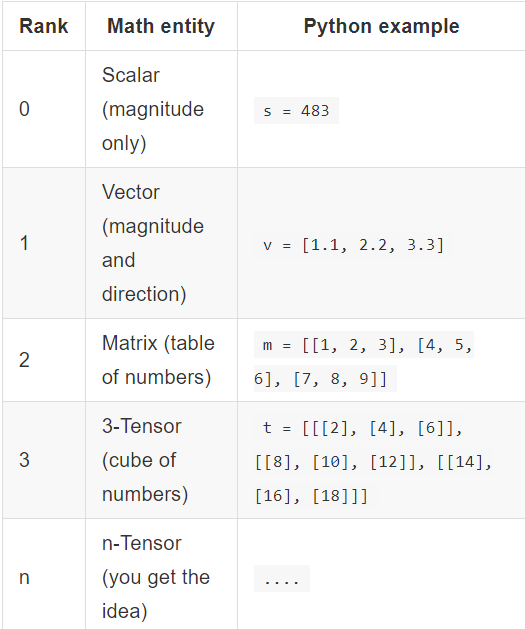 Rank Math entity Python example
0
Scalar
(magnitude
only)
s = 483
1
Vector
(magnitude
and
direction)
v = [1.1, 2.2, 3.3]
2
Matrix (table
of numbers)
m = [[1, 2, 3], [4, 5,
6], [7, 8, 9]]
3
3-Tensor
(cube of
numbers)
t = [[[2], [4], [6]],
[[8], [10], [12]], [[14],
[16], [18]]]
n
n-Tensor
(you get the
idea)
....